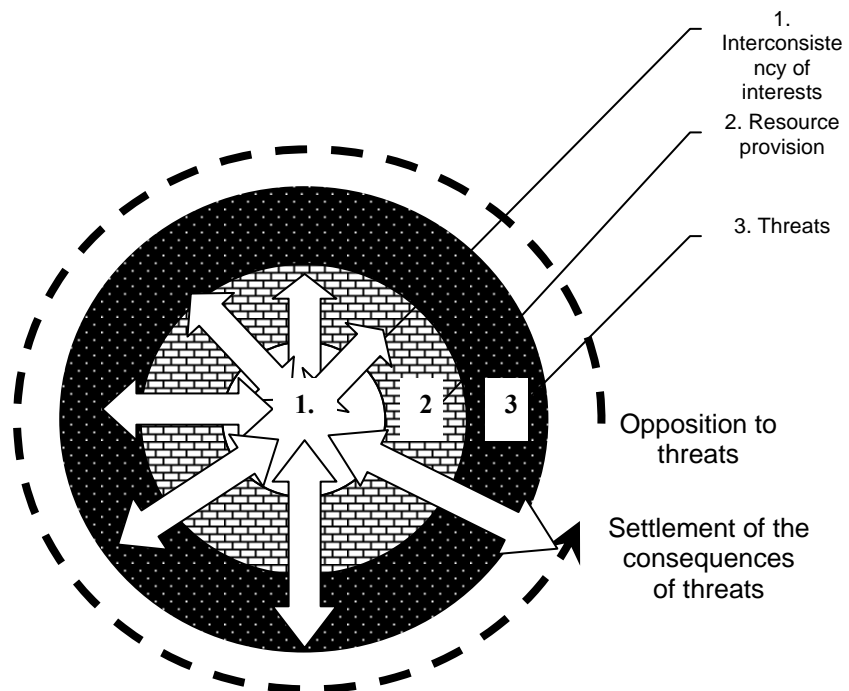 1.
Interconsiste
ncy of
interests
2. Resource
provision
3. Threats
1.
2
3
Opposition to
threats
Settlement of the
consequences
of threats